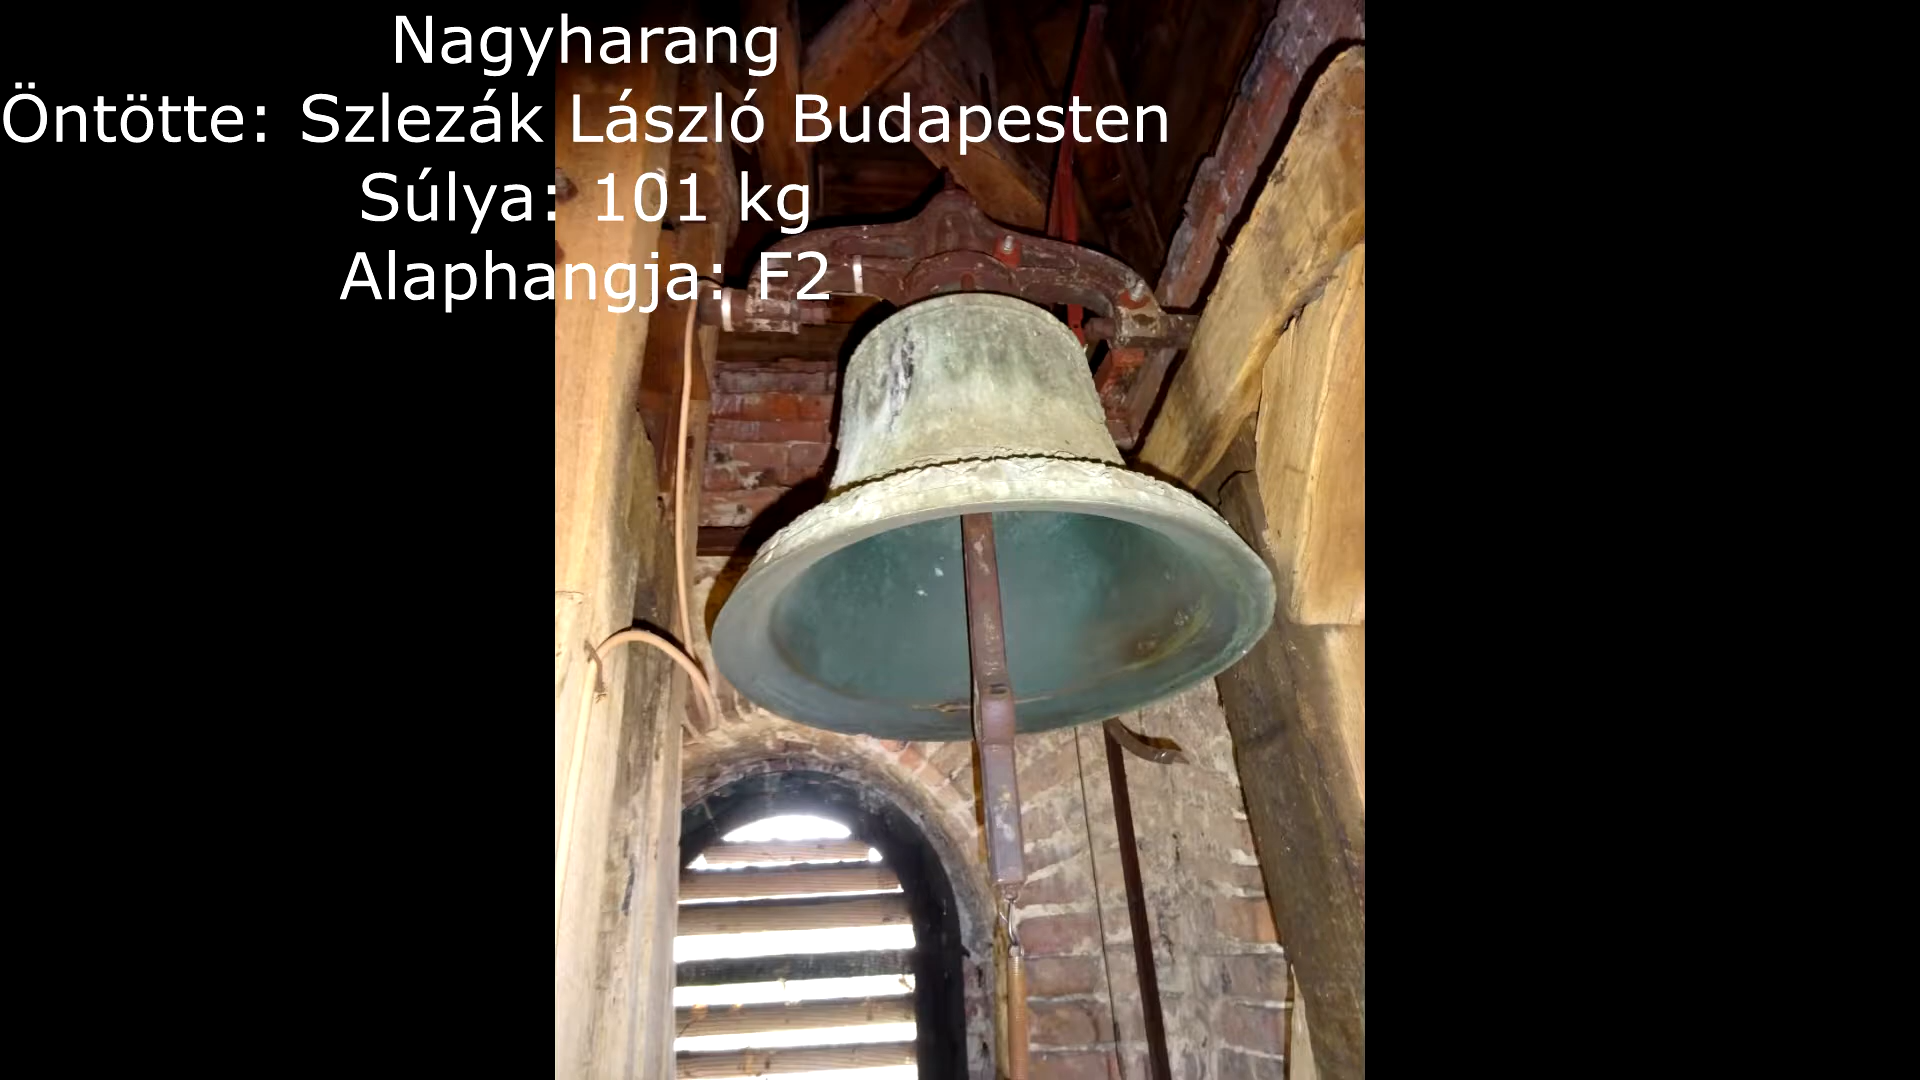 Nagyharang
Öntötte: Szlezák László Budapesten
Súlya: 101 kg
Alaphangja: F2